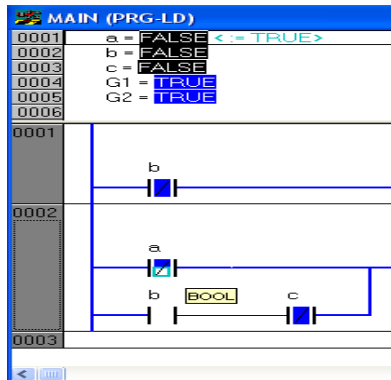 MAIN (PRG-LD)
0001 a = FALSE < := TRUE>
0002 b = FALSE
0003 c = FALSE
0004 G1 = TRUE
0005 G2 = TRUE
0006
0001
b
0002
a
b BOOL c
0003